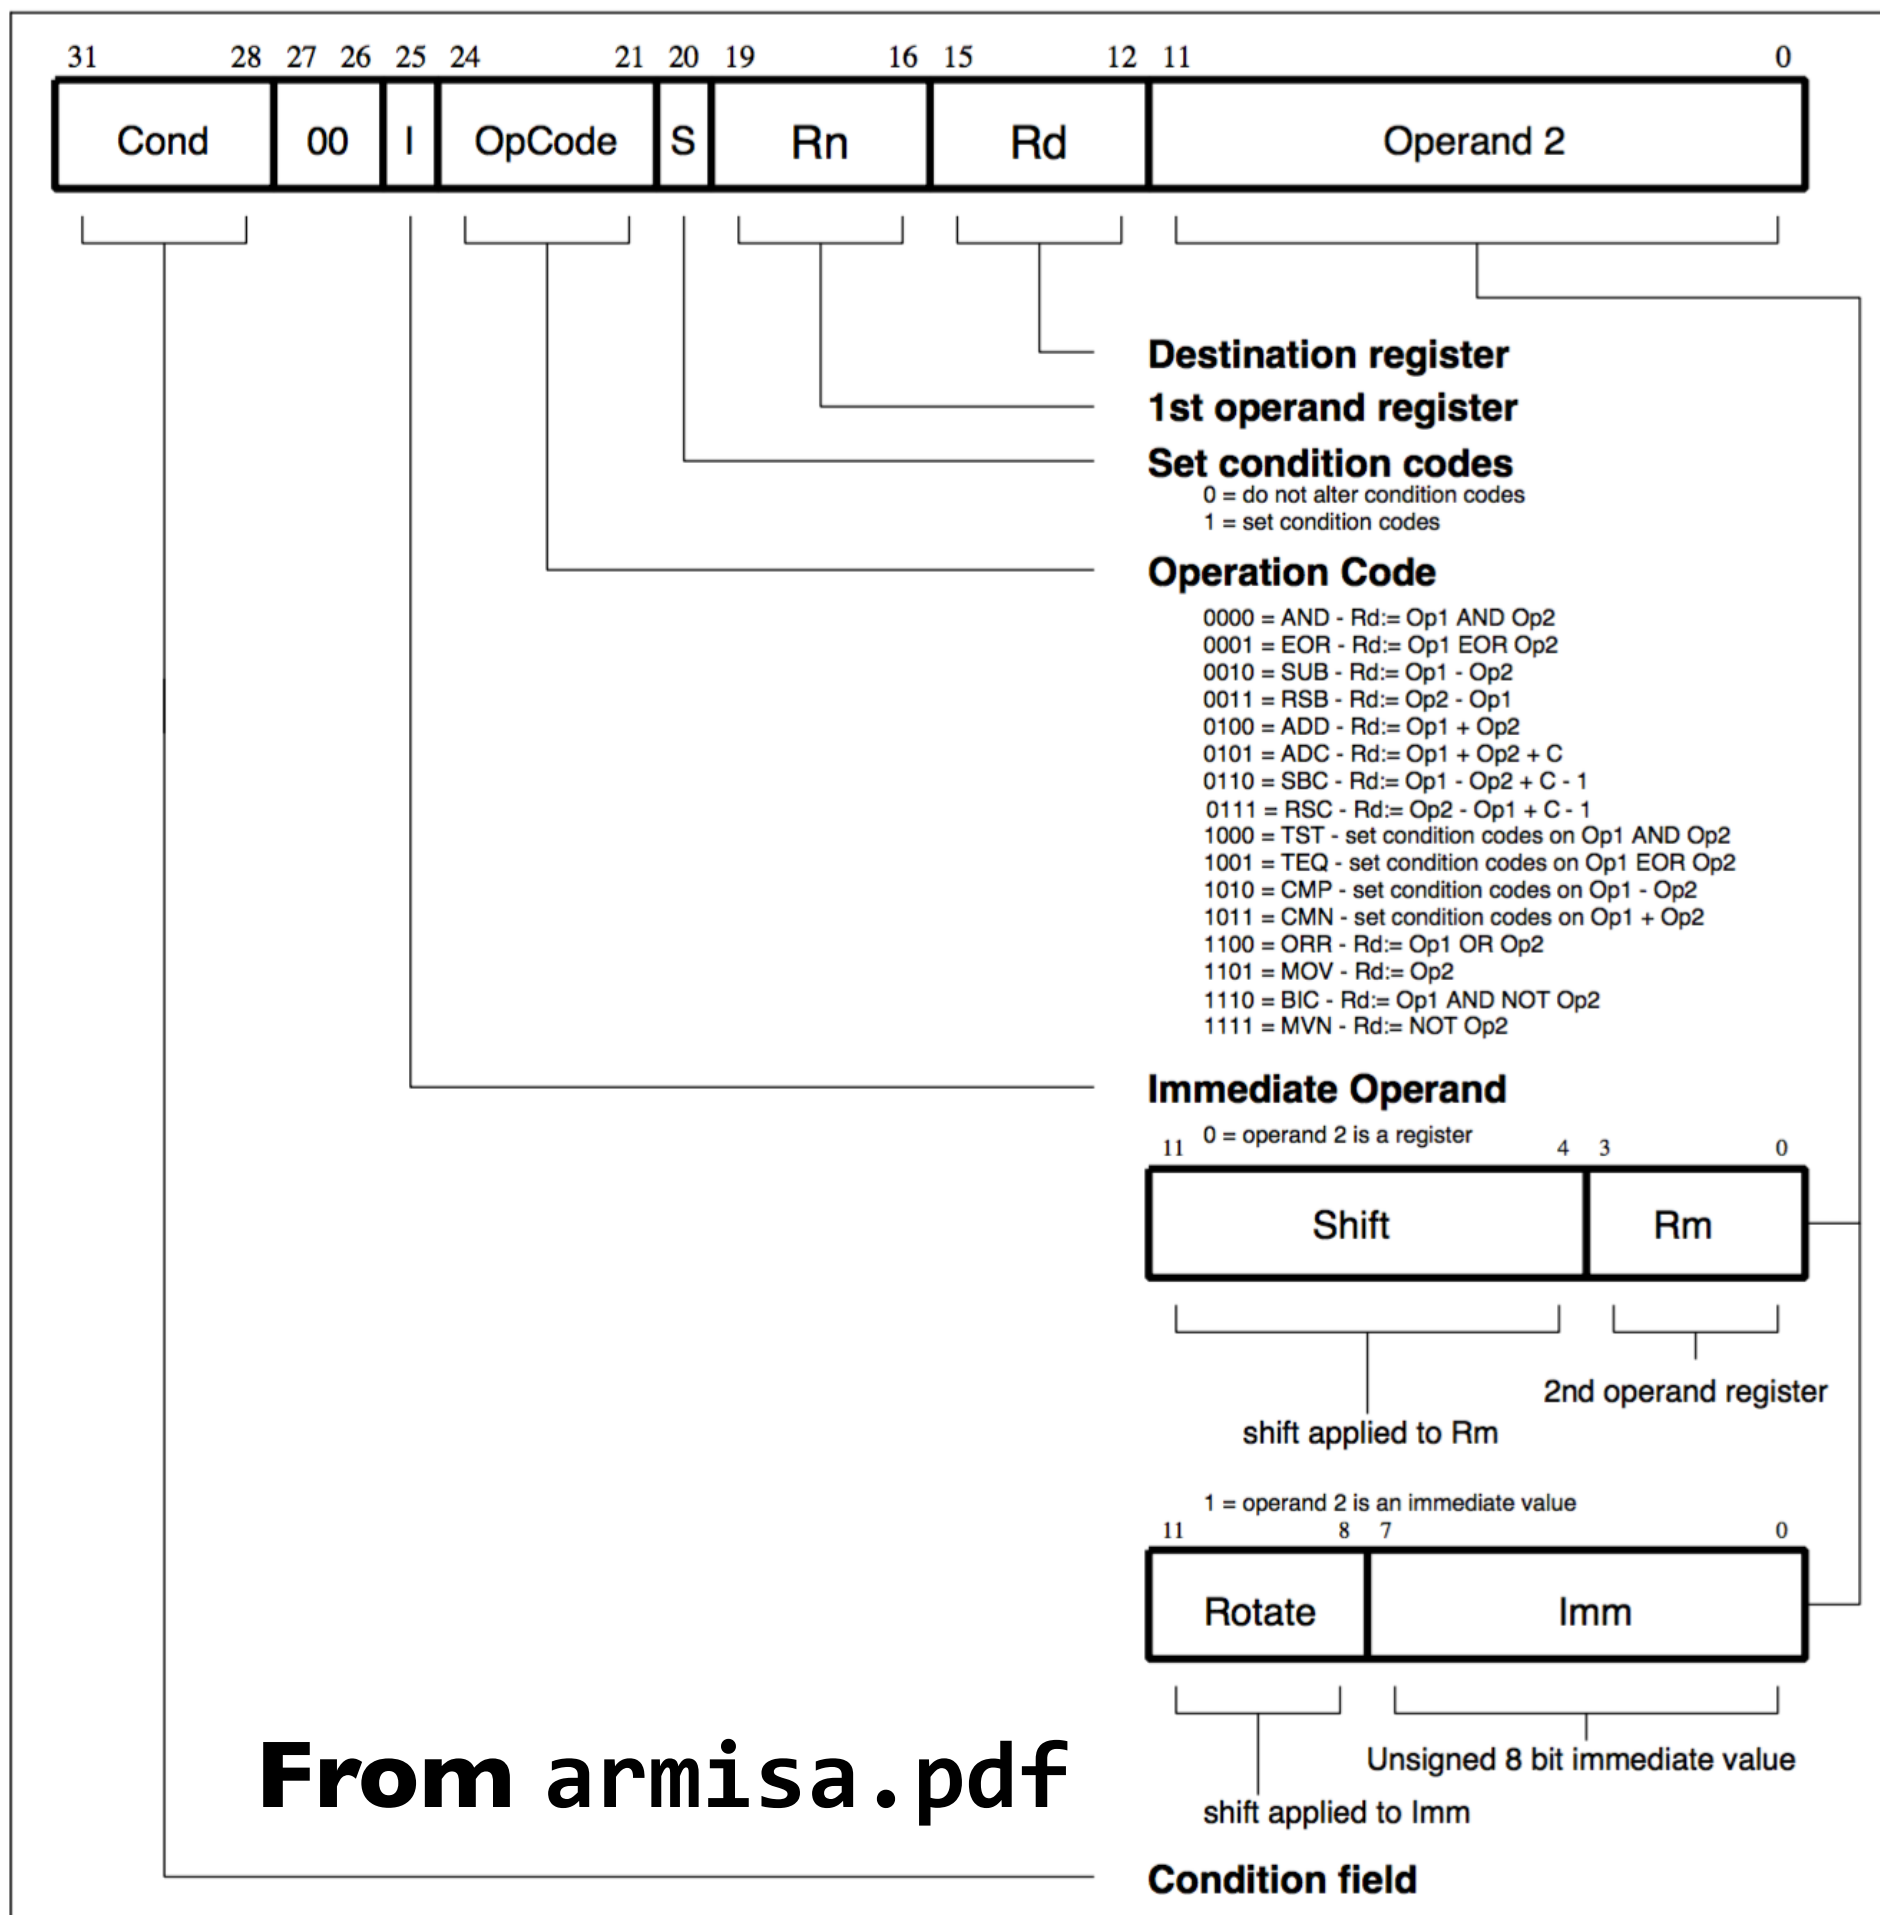 31 28 27 26 25 24 21 20 19 16 15 12 11 0
Cond 00 I OpCode S Rn Rd Operand 2
Destination register
1st operand register
Set condition codes
0 = do not alter condition codes
1 = set condition codes
Operation Code
0000 = AND - Rd:= Op1 AND Op2
0001 = EOR - Rd:= Op1 EOR Op2
0010 = SUB - Rd:= Op1 - Op2
0011 = RSB - Rd:= Op2 - Op1
0100 = ADD - Rd:= Op1 + Op2
0101 = ADC - Rd:= Op1 + Op2 + C
0110 = SBC - Rd:= Op1 - Op2 + C - 1
0111 = RSC - Rd:= Op2 - Op1 + C - 1
1000 = TST - set condition codes on Op1 AND Op2
1001 = TEQ - set condition codes on Op1 EOR Op2
1010 = CMP - set condition codes on Op1 - Op2
1011 = CMN - set condition codes on Op1 + Op2
1100 = ORR - Rd:= Op1 OR Op2
1101 = MOV - Rd:= Op2
1110 = BIC - Rd:= Op1 AND NOT Op2
1111 = MVN - Rd:= NOT Op2
Immediate Operand
0 = operand 2 is a register
11 4 3 0
Shift Rm
2nd operand register
shift applied to Rm
1 = operand 2 is an immediate value
11 8 7 0
Rotate Imm
Unsigned 8 bit immediate value
shift applied to Imm
From armisa.pdf
Condition field